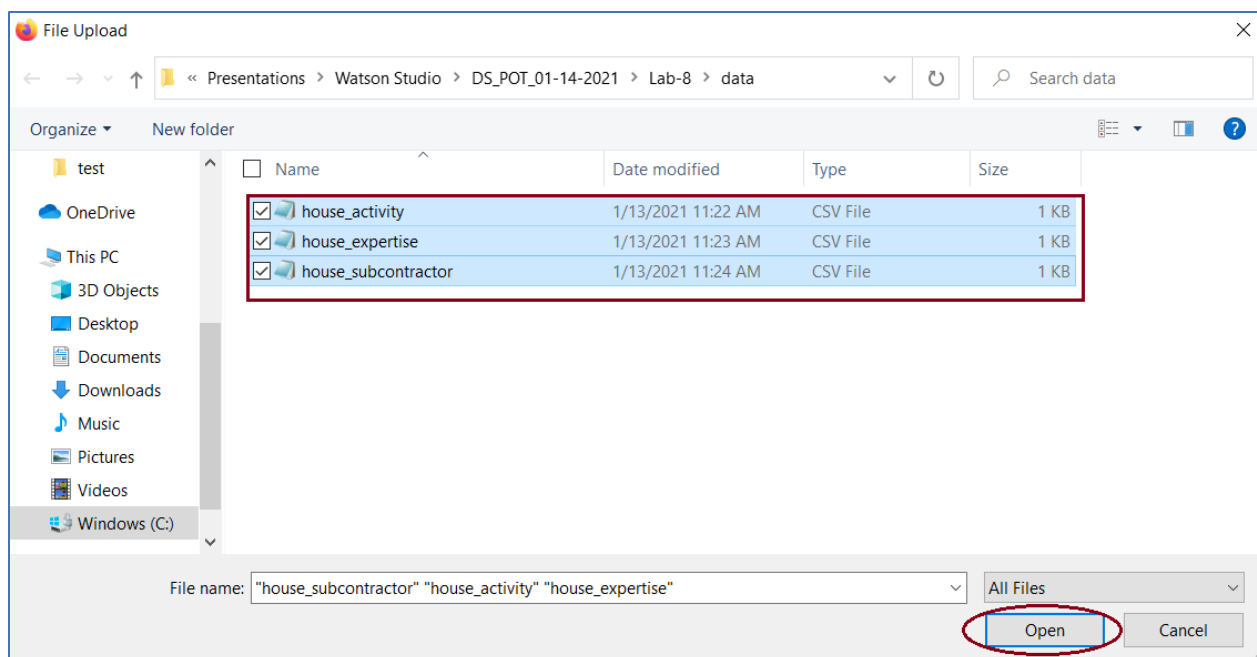 File Upload
« Presentations > Watson Studio > DS_POT_01-14-2021 > Lab-8 > data
Search data
Organize
New folder
test
OneDrive
This PC
3D Objects
Desktop
Documents
Downloads
Music
Pictures
Videos
Windows (C:)
Name Date modified Type Size
house_activity 1/13/2021 11:22 AM CSV File 1 KB
house_expertise 1/13/2021 11:23 AM CSV File 1 KB
house_subcontractor 1/13/2021 11:24 AM CSV File 1 KB
File name: "house_subcontractor" "house_activity" "house_expertise"
All Files
Open
Cancel